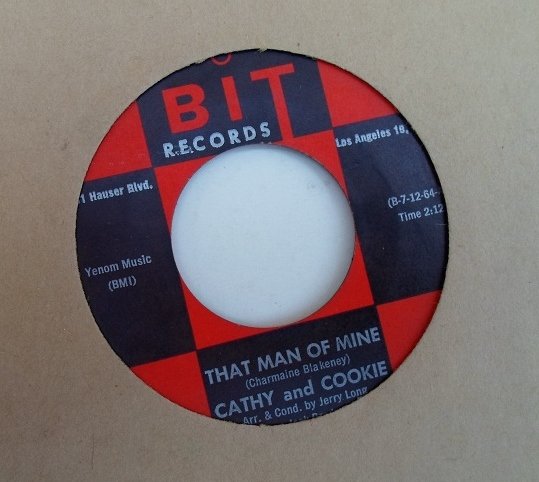 BIT
RECORDS
1 Hauser Blvd.
Los Angeles 18,
Yenom Music
(BMI)
(B-7-12-64-
Time 2:12
THAT MAN OF MINE
(Charmaine Blakeney)
CATHY and COOKIE
Arr. & Cond. by Jerry Long